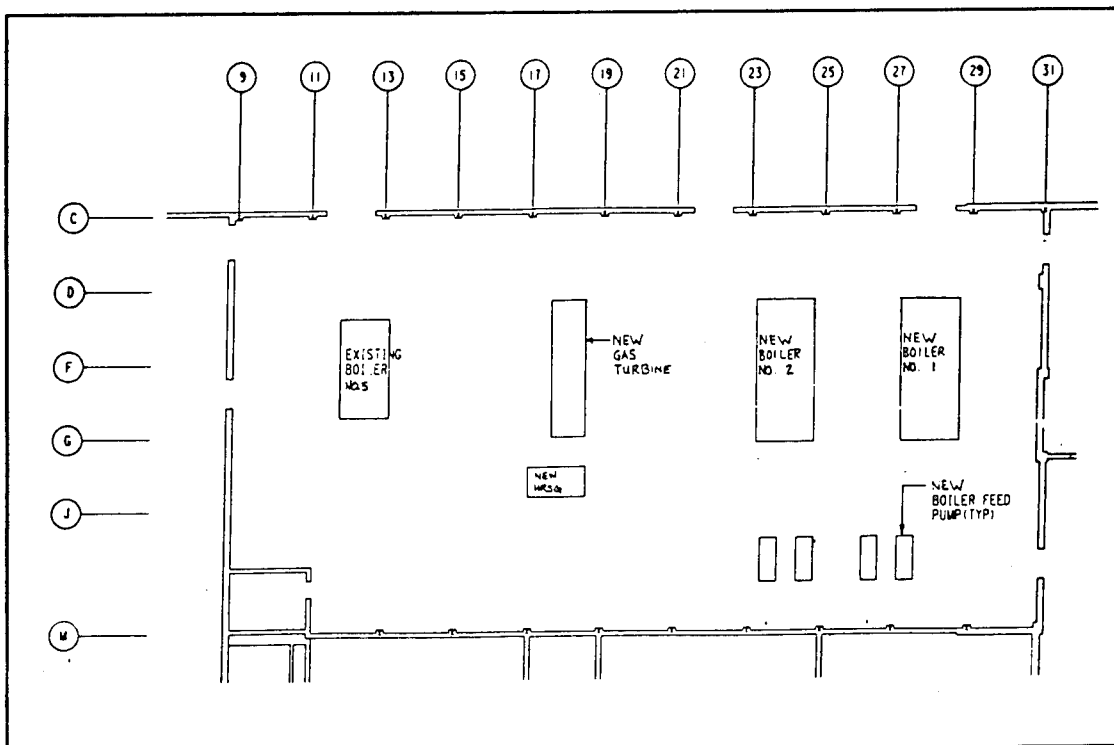 9 11 13 15 17 19 21 23 25 27 29 31
C
D
F
G
J
M
EXISTING
BOILER
NO.5
NEW
GAS
TURBINE
NEW
BOILER
NO. 2
NEW
BOILER
NO. 1
NEW
HRSG
NEW
BOILER FEED
PUMP(TYP)